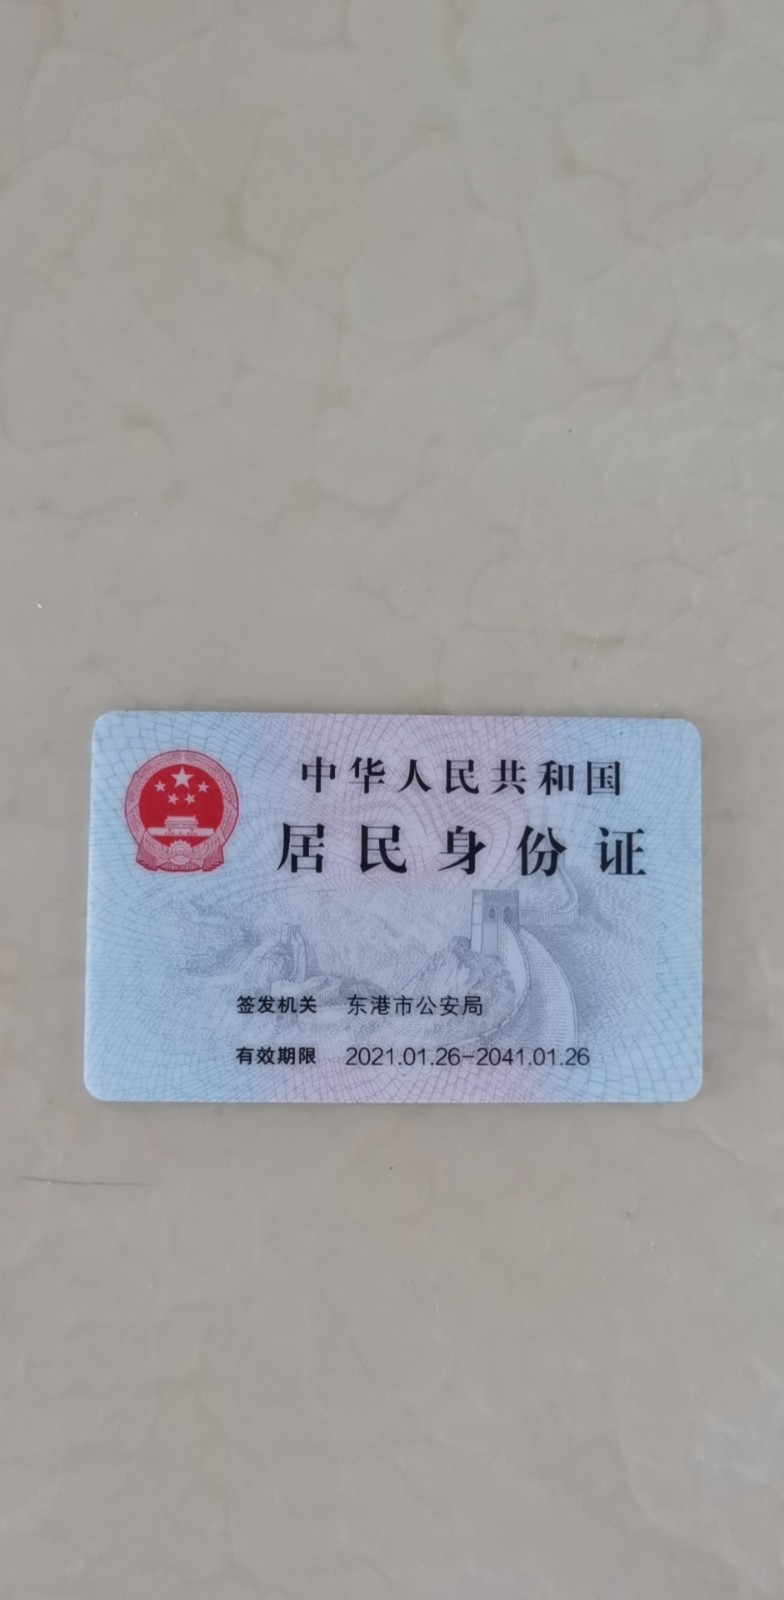 中华人民共和国
居民身份证
签发机关 东港市公安局
有效期限 2021.01.26-2041.01.26